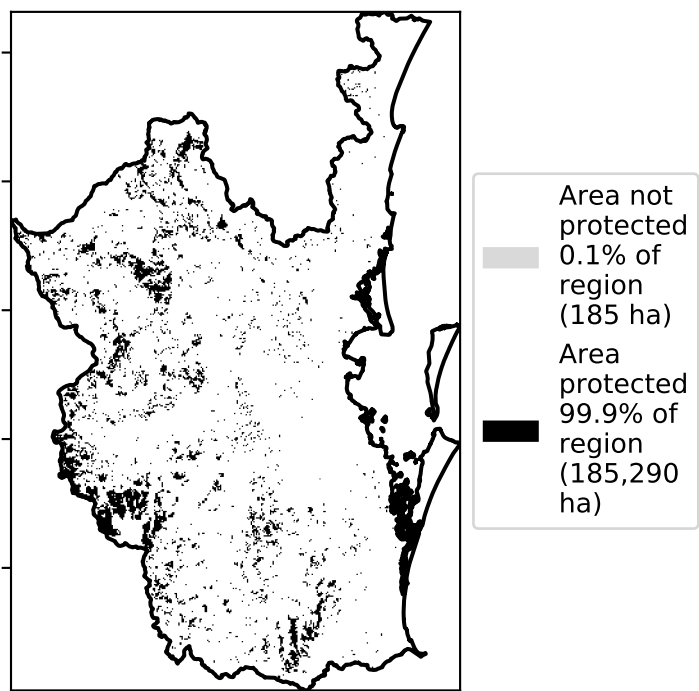 Area not
protected
0.1% of
region
(185 ha)
Area
protected
99.9% of
region
(185,290
ha)